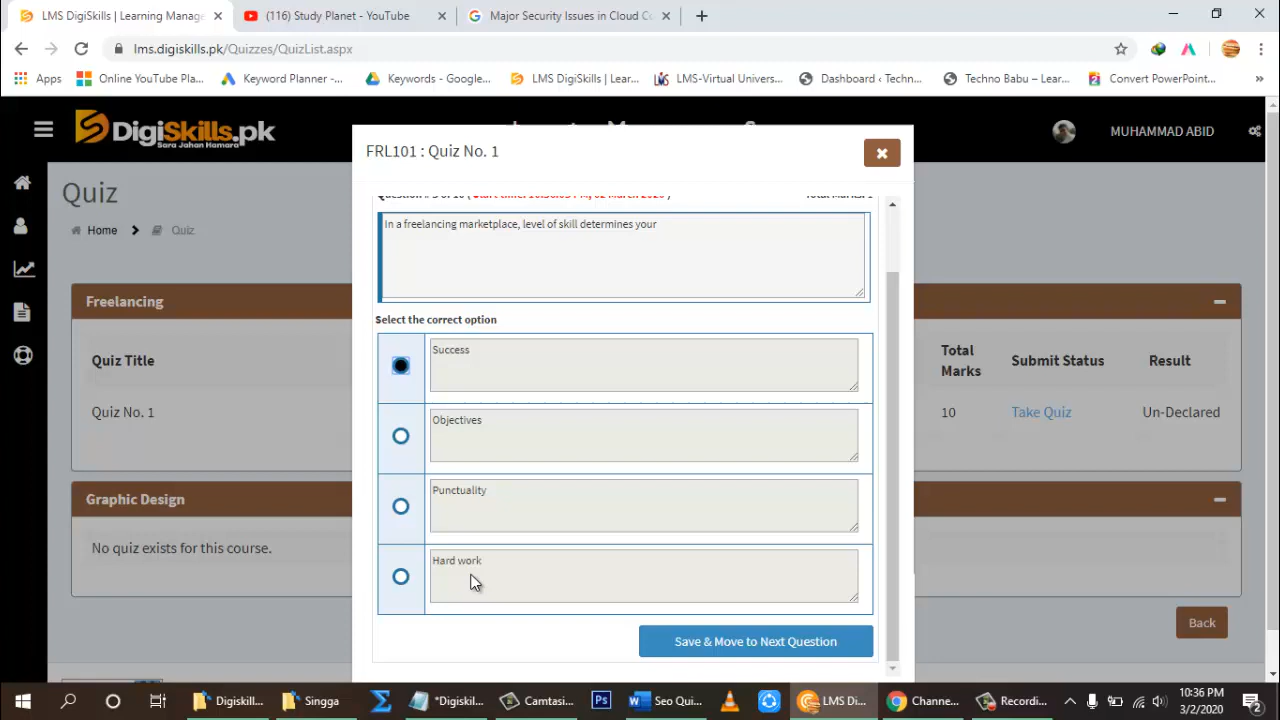 LMS DigiSkills | Learning Manage
(116) Study Planet - YouTube
Major Security Issues in Cloud Co
lms.digiskills.pk/Quizzes/QuizList.aspx
Apps
Online YouTube Pla...
Keyword Planner -...
Keywords - Google...
LMS DigiSkills | Lear...
LMS-Virtual Univers...
Dashboard ‹ Techn...
Techno Babu – Lear...
Convert PowerPoint...
»
DigiSkills.pk
Sara Jahan Hamara
MUHAMMAD ABID
FRL101 : Quiz No. 1
Quiz
Home
Quiz
In a freelancing marketplace, level of skill determines your
Select the correct option
Success
Objectives
Punctuality
Hard work
Save & Move to Next Question
Freelancing
Quiz Title
Total Marks
Submit Status
Result
Quiz No. 1
10
Take Quiz
Un-Declared
Graphic Design
No quiz exists for this course.
Back
Digiskill...
Singga
*Digiskil...
Camtasi...
Seo Qui...
LMS Di...
Channe...
Recordi...
10:36 PM
3/2/2020
2